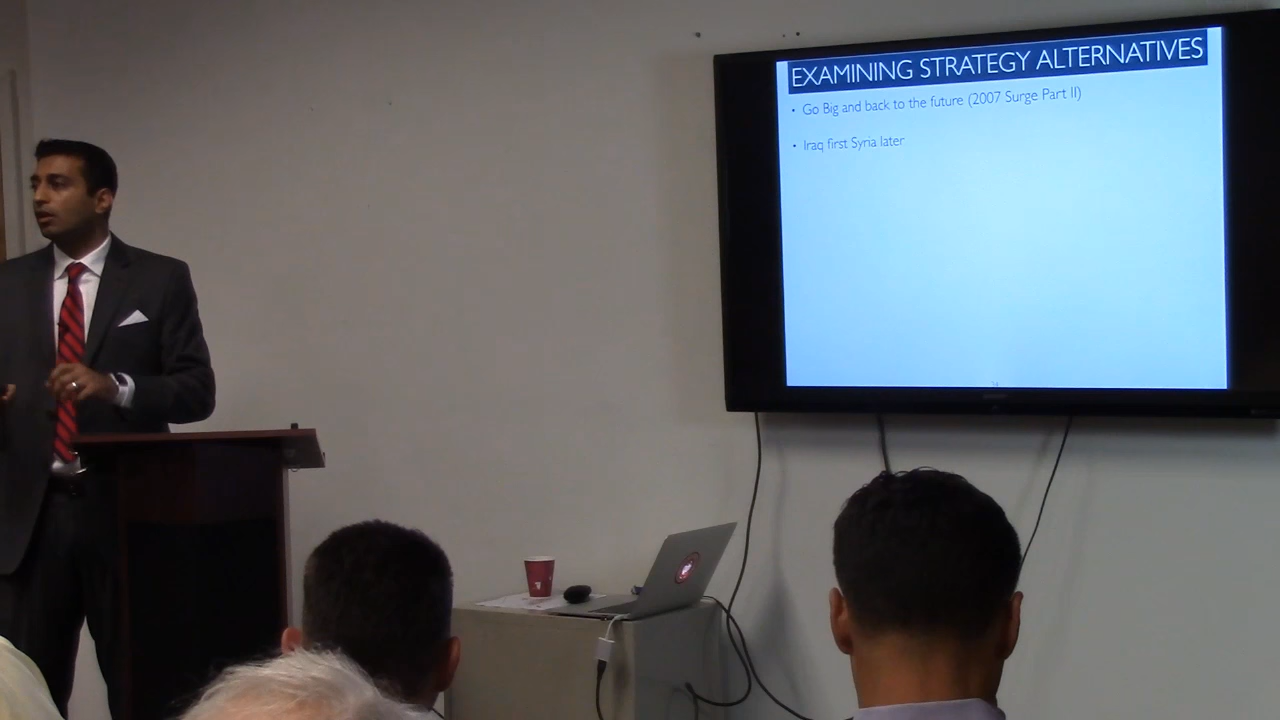 EXAMINING STRATEGY ALTERNATIVES
• Go Big and back to the future (2007 Surge Part II)
• Iraq first Syria later